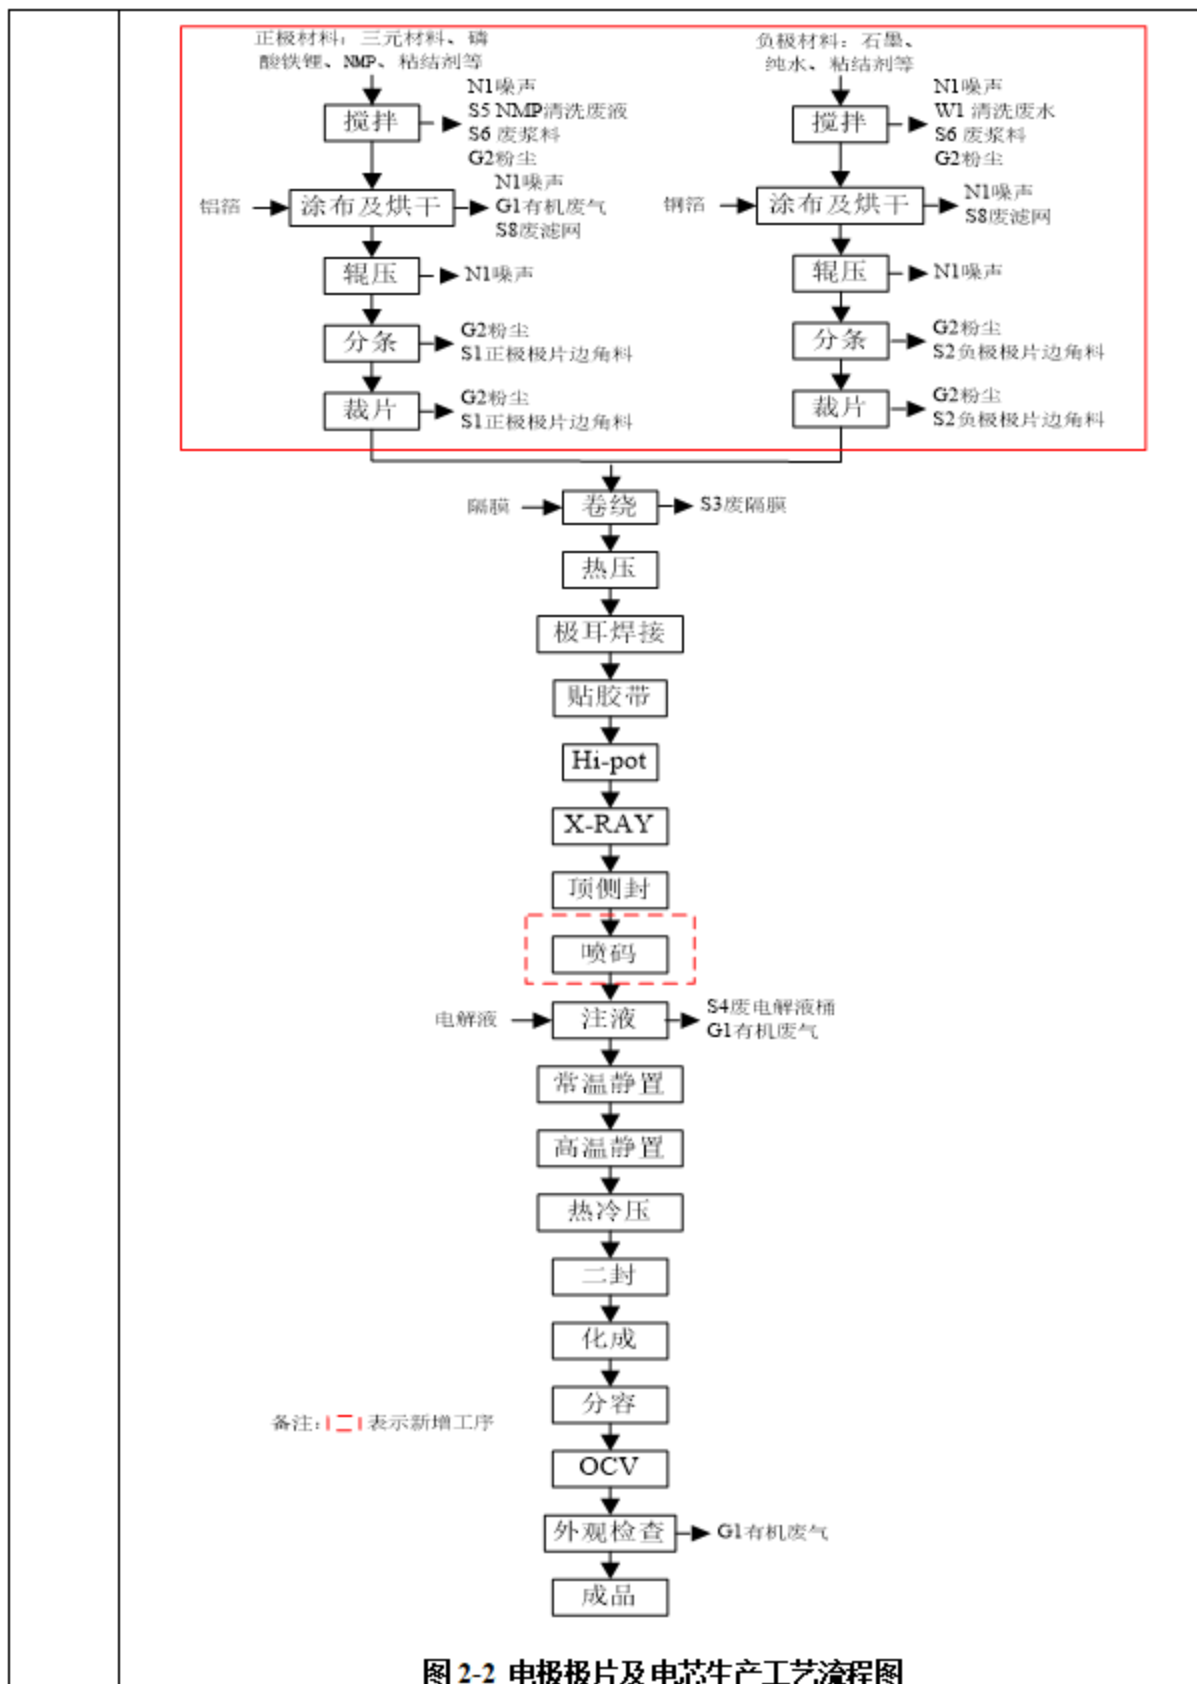 正极材料：三元材料、磷
酸铁锂、NMP、粘结剂等
搅拌
N1噪声
S5 NMP清洗废液
S6 废浆料
G2粉尘
铝箔
涂布及烘干
N1噪声
G1有机废气
S8废滤网
辊压
N1噪声
分条
G2粉尘
S1正极极片边角料
裁片
G2粉尘
S1正极极片边角料
负极材料：石墨、
纯水、粘结剂等
搅拌
N1噪声
W1 清洗废水
S6 废浆料
G2粉尘
铜箔
涂布及烘干
N1噪声
S8废滤网
辊压
N1噪声
分条
G2粉尘
S2负极极片边角料
裁片
G2粉尘
S2负极极片边角料
隔膜
卷绕
S3废隔膜
热压
极耳焊接
贴胶带
Hi-pot
X-RAY
顶侧封
喷码
电解液
注液
S4废电解液桶
G1有机废气
常温静置
高温静置
热冷压
二封
化成
分容
备注：
表示新增工序
OCV
外观检查
G1有机废气
成品
图 2-2 电极极片及电芯生产工艺流程图